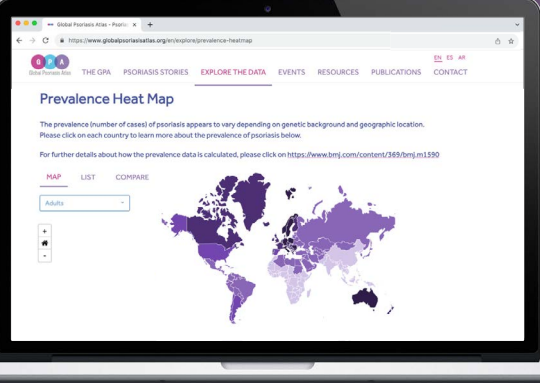 Global Psoriasis Atlas - Psorias × +
https://www.globalpsoriasisatlas.org/en/explore/prevalence-heatmap
EN ES AR
G P A
Global Psoriasis Atlas
THE GPA PSORIASIS STORIES EXPLORE THE DATA EVENTS RESOURCES PUBLICATIONS CONTACT
Prevalence Heat Map
The prevalence (number of cases) of psoriasis appears to vary depending on genetic background and geographic location.
Please click on each country to learn more about the prevalence of psoriasis below.
For further details about how the prevalence data is calculated, please click on https://www.bmj.com/content/369/bmj.m1590
MAP LIST COMPARE
Adults
+
-